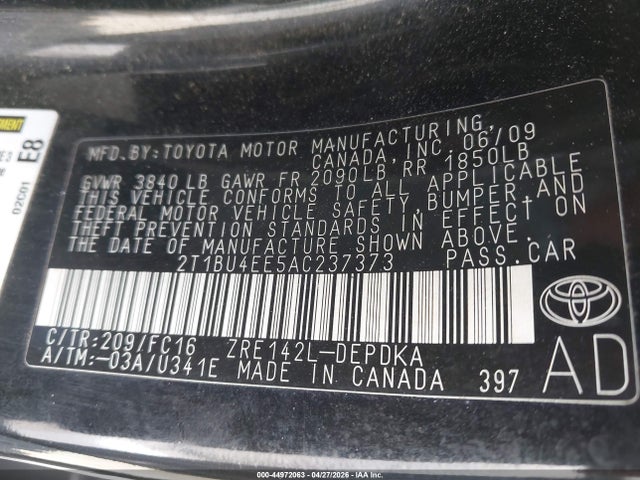 MFD.BY:TOYOTA MOTOR MANUFACTURING,
CANADA, INC. 06/09
GVWR 3840 LB GAWR FR 2090LB RR 1850LB
THIS VEHICLE CONFORMS TO ALL APPLICABLE
FEDERAL MOTOR VEHICLE SAFETY, BUMPER, AND
THEFT PREVENTION STANDARDS IN EFFECT ON
THE DATE OF MANUFACTURE SHOWN ABOVE.
2T1BU4EE5AC237373 PASS.CAR
C/TR:209/FC16 ZRE142L-DEPDKA
A/TM:-03A/U341E MADE IN CANADA 397
AD
E8
02C01
000-44972063 - 04/27/2026 - IAA Inc.